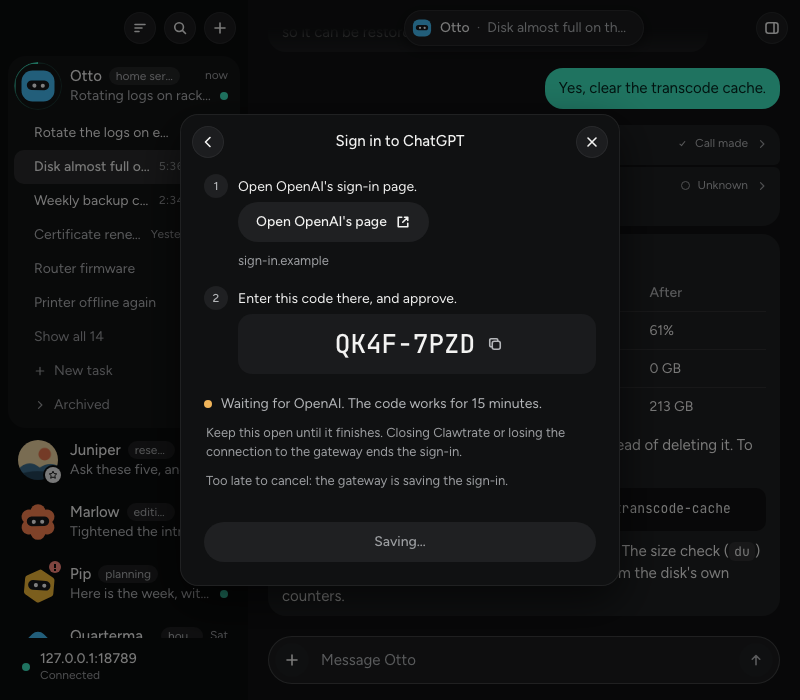 so it can be restore
Otto · Disk almost full on th...
Otto home ser... now
Rotating logs on rack...
Rotate the logs on e...
Disk almost full o... 5:36
Weekly backup c... 2:34
Certificate rene... Yeste
Router firmware
Printer offline again
Show all 14
New task
Archived
Juniper rese...
Ask these five, an
Marlow editi...
Tightened the intr
Pip planning
Here is the week, wit...
Quarterma hou Sat
127.0.0.1:18789
Connected
Yes, clear the transcode cache.
Call made
Unknown
After
61%
0 GB
213 GB
ead of deleting it. To
transcode-cache
The size check ( du )
m the disk's own
counters.
Message Otto
Sign in to ChatGPT
1 Open OpenAI's sign-in page.
Open OpenAI's page
sign-in.example
2 Enter this code there, and approve.
QK4F-7PZD
Waiting for OpenAI. The code works for 15 minutes.
Keep this open until it finishes. Closing Clawtrate or losing the
connection to the gateway ends the sign-in.
Too late to cancel: the gateway is saving the sign-in.
Saving...